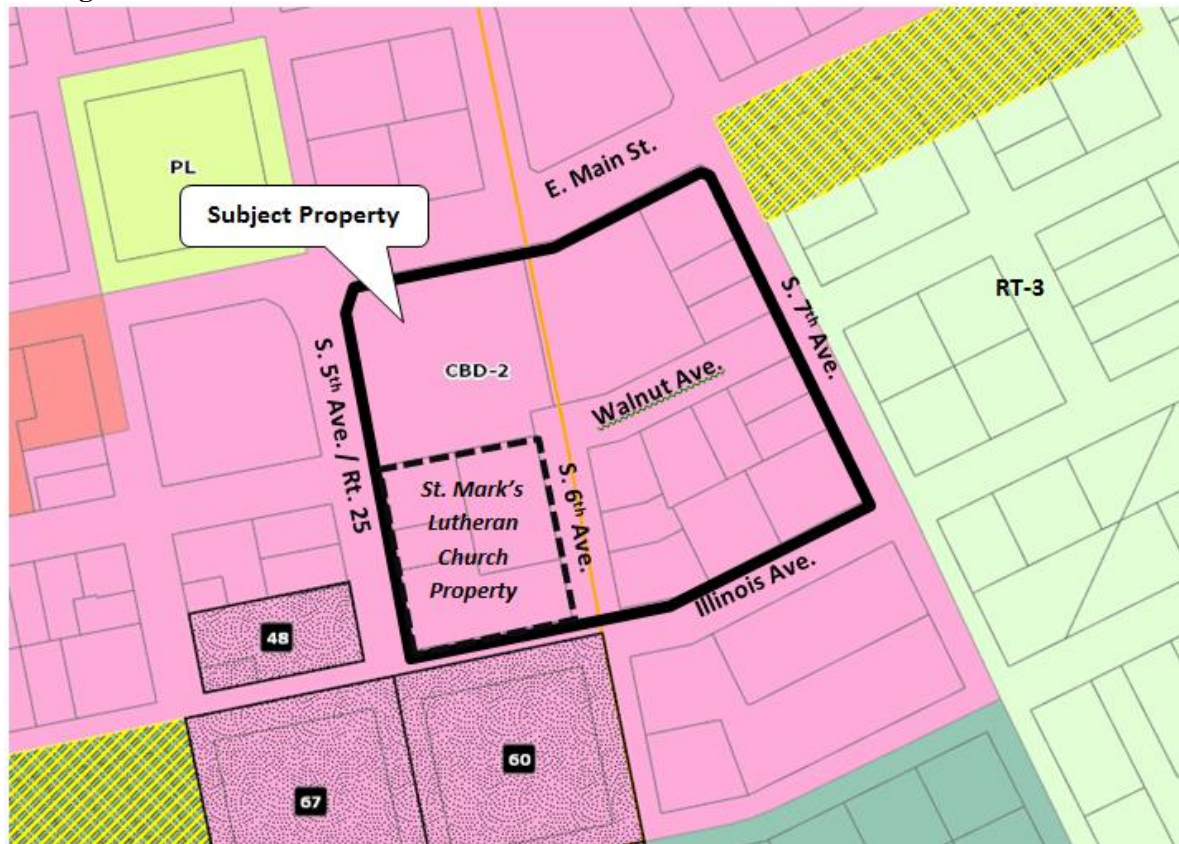 PL
Subject Property
E. Main St.
RT-3
S. 7th Ave.
CBD-2
S. 5th Ave. / Rt. 25
Walnut Ave.
St. Mark's
Lutheran
Church
Property
S. 6th Ave.
Illinois Ave.
48
60
67